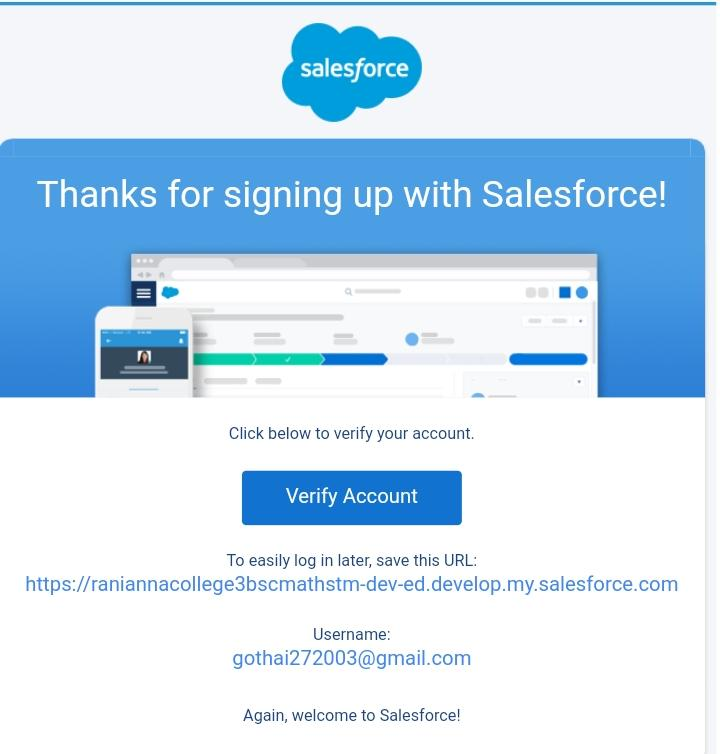 salesforce
Thanks for signing up with Salesforce!
Click below to verify your account.
Verify Account
To easily log in later, save this URL:
https://raniannacollege3bscmathstm-dev-ed.develop.my.salesforce.com
Username:
gothai272003@gmail.com
Again, welcome to Salesforce!